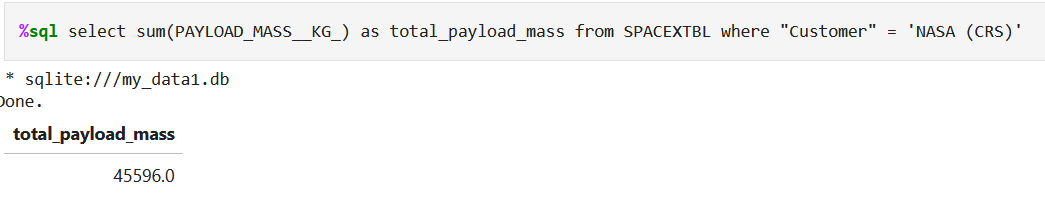 %sql select sum(PAYLOAD_MASS__KG_) as total_payload_mass from SPACEXTBL where "Customer" = 'NASA (CRS)'
* sqlite:///my_data1.db
Done.
total_payload_mass
45596.0